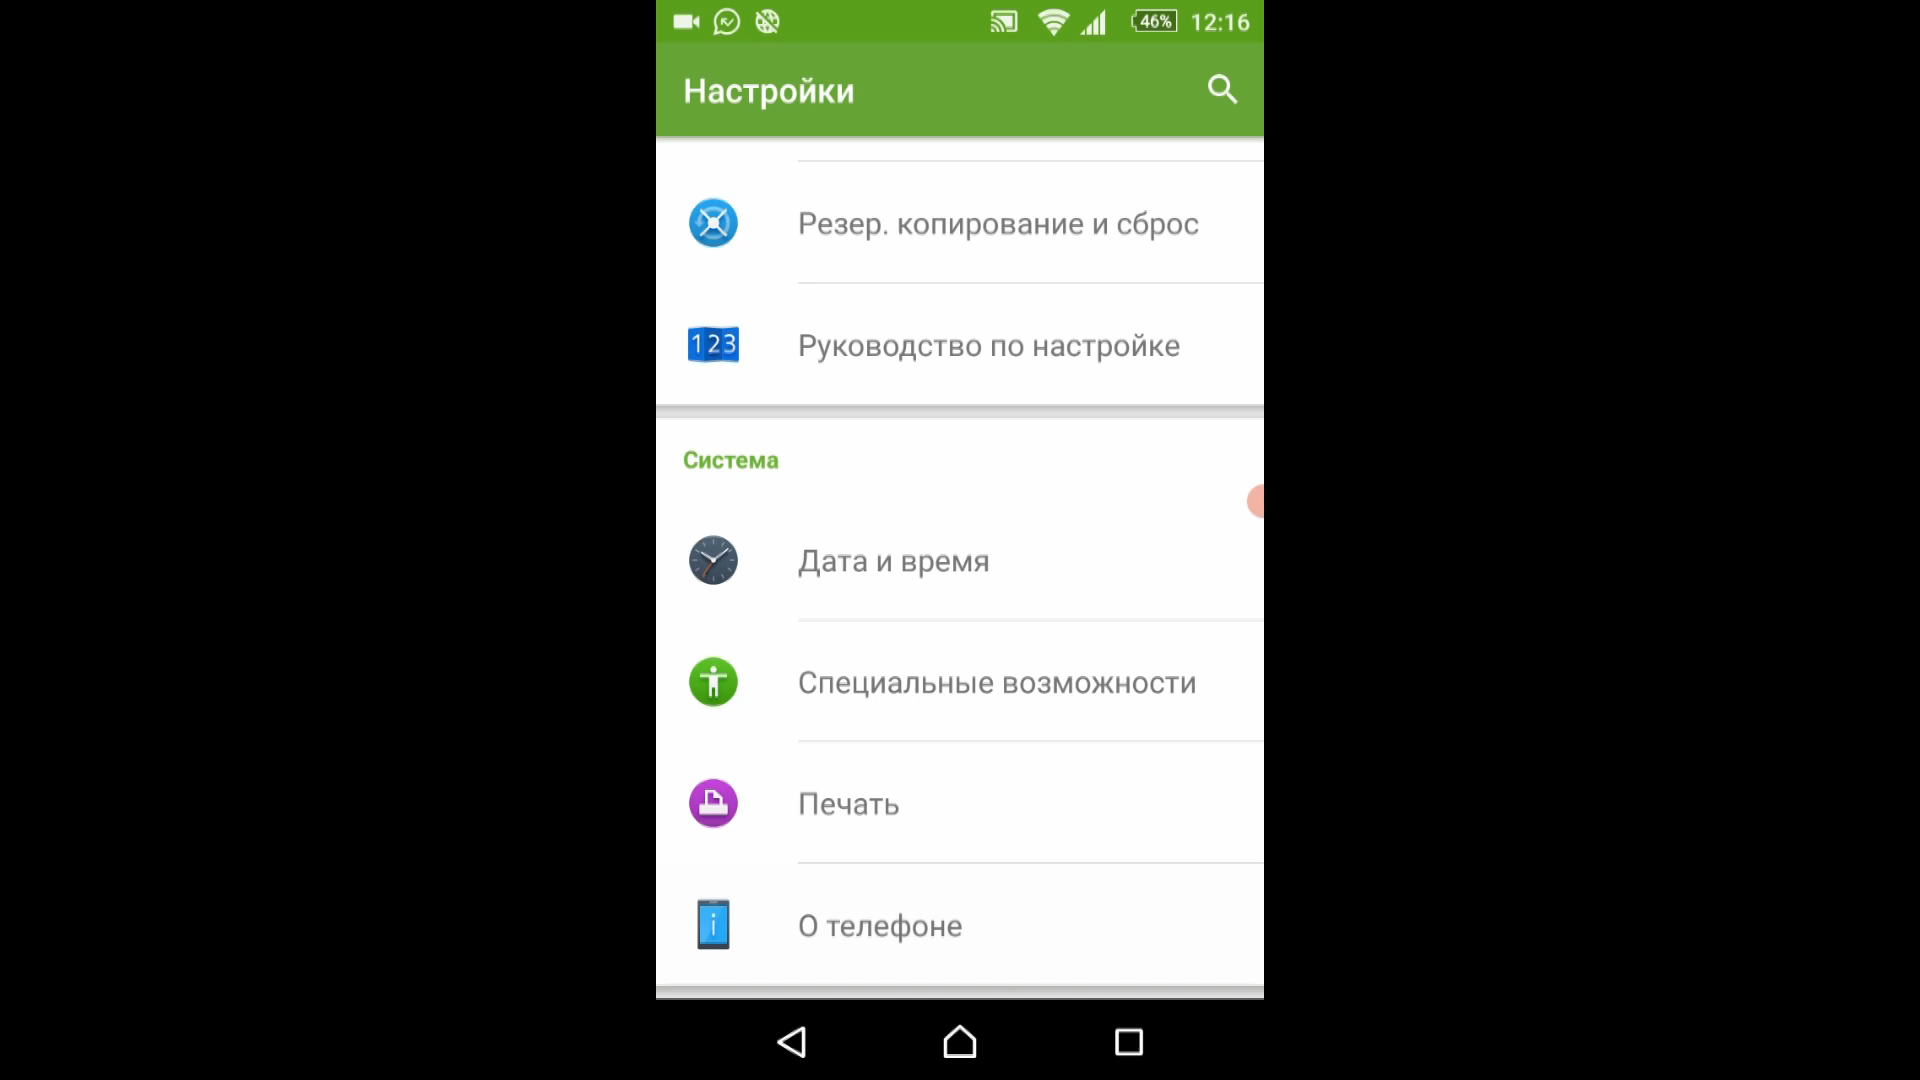 46% 12:16
Настройки
Резер. копирование и сброс
123 Руководство по настройке
Система
Дата и время
Специальные возможности
Печать
i О телефоне